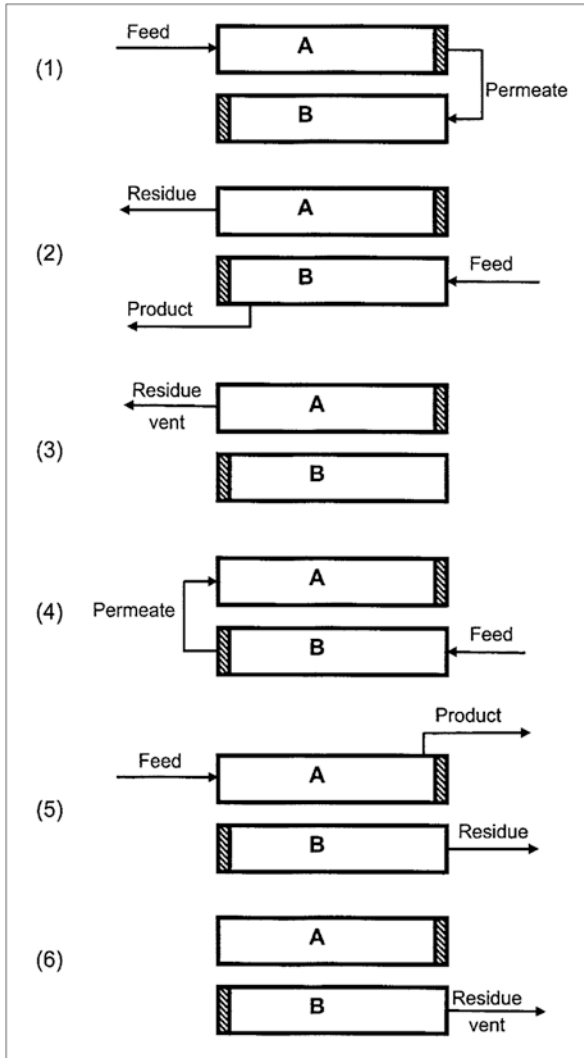 Feed
A
(1)
Permeate
B
Residue
A
(2)
B
Feed
Product
Residue
A
vent
(3)
B
A
(4)
Permeate
B
Feed
Product
Feed
A
(5)
B
Residue
A
(6)
B
Residue
vent